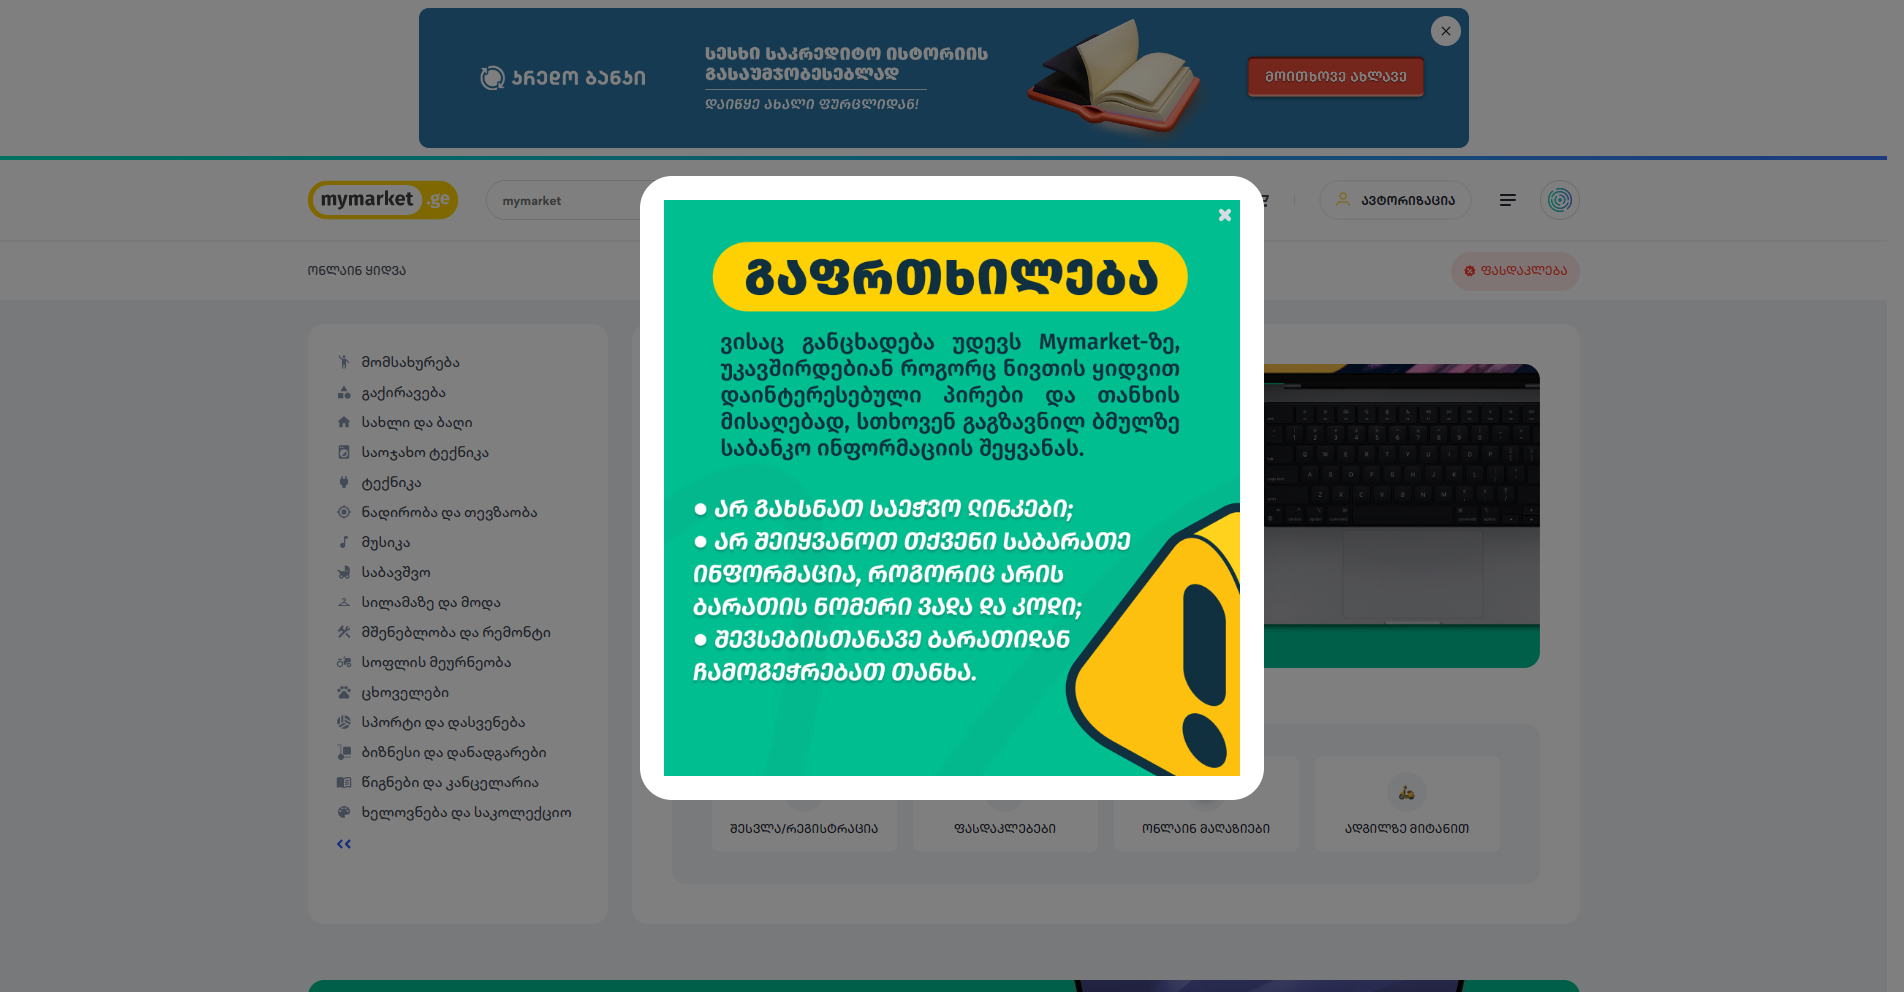 კრედო ბანკი
სესხი საკრედიტო ისტორიის
გასაუმჯობესებლად
დაიწყე ახალი ფურცლიდან!
მოითხოვე ახლავე
mymarket .ge
mymarket
ავტორიზაცია
ონლაინ ყიდვა
ფასდაკლება
მომსახურება
გაქირავება
სახლი და ბაღი
საოჯახო ტექნიკა
ტექნიკა
ნადირობა და თევზაობა
მუსიკა
საბავშვო
სილამაზე და მოდა
მშენებლობა და რემონტი
სოფლის მეურნეობა
ცხოველები
სპორტი და დასვენება
ბიზნესი და დანადგარები
წიგნები და კანცელარია
ხელოვნება და საკოლექციო
გაფრთხილება
ვისაც განცხადება უდევს Mymarket-ზე,
უკავშირდებიან როგორც ნივთის ყიდვით
დაინტერესებული პირები და თანხის
მისაღებად, სთხოვენ გაგზავნილ ბმულზე
საბანკო ინფორმაციის შეყვანას.
● არ გახსნათ საეჭვო ლინკები;
● არ შეიყვანოთ თქვენი საბარათე
ინფორმაცია, როგორიც არის
ბარათის ნომერი ვადა და კოდი;
● შევსებისთანავე ბარათიდან
ჩამოგეჭრებათ თანხა.
შესვლა/რეგისტრაცია
ფასდაკლებები
ონლაინ მაღაზიები
ადგილზე მიტანით